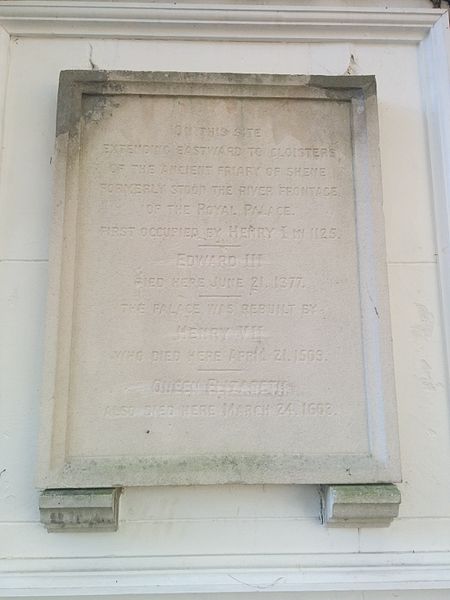 On this site
extending eastward to cloisters
of the ancient friary of Shene
formerly stood the river frontage
of the Royal Palace.
first occupied by Henry I in 1125.
Edward III
died here June 21. 1377.
The palace was rebuilt by
Henry VII
who died here April 21. 1509.
Queen Elizabeth
also died here March 24. 1603.